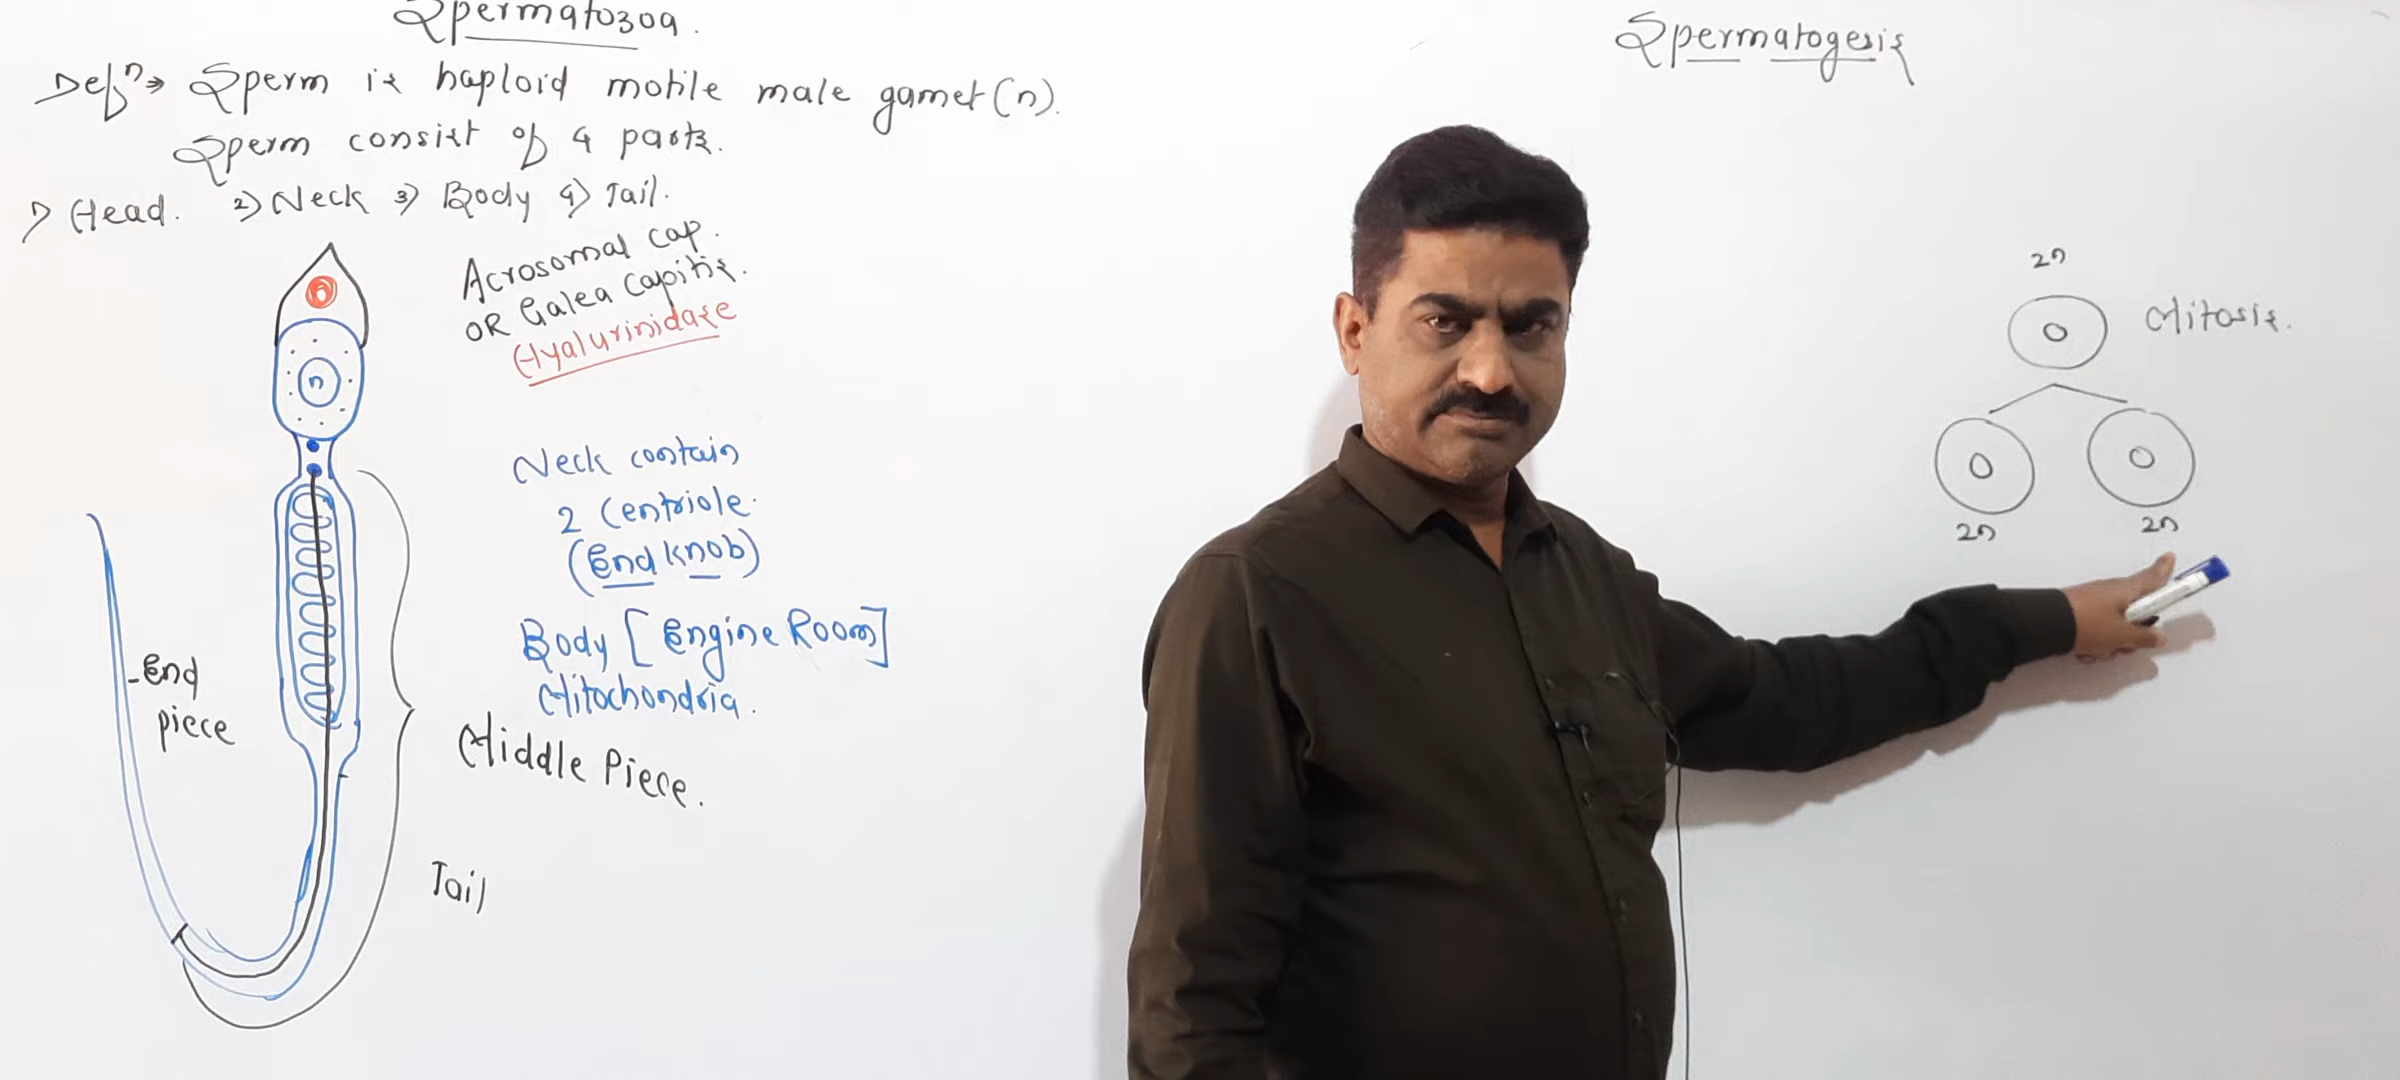 Spermatozoa.
Defn → Sperm is haploid motile male gamet (n).
Sperm consist of 4 parts.
1) Head. 2) Neck 3) Body 4) Tail.
Acrosomal cap.
OR Galea Capitis.
Hyalurinidase
n
Neck contain
2 Centriole.
(End knob)
Body [Engine Room]
Mitochondria.
End
piece
Middle Piece.
Tail
Spermatogesis
2n
Mitosis.
2n 2n